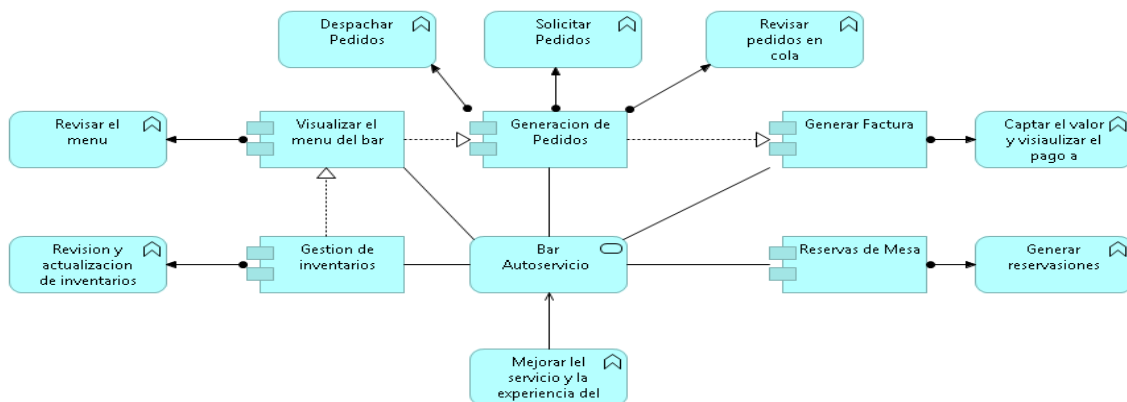 Despachar
Pedidos
Solicitar
Pedidos
Revisar
pedidos en
cola
Revisar el
menu
Visualizar el
menu del bar
Generacion de
Pedidos
Generar Factura
Captar el valor
y visiaulizar el
pago a
Revision y
actualizacion
de inventarios
Gestion de
inventarios
Bar
Autoservicio
Reservas de Mesa
Generar
reservasiones
Mejorar lel
servicio y la
experiencia del